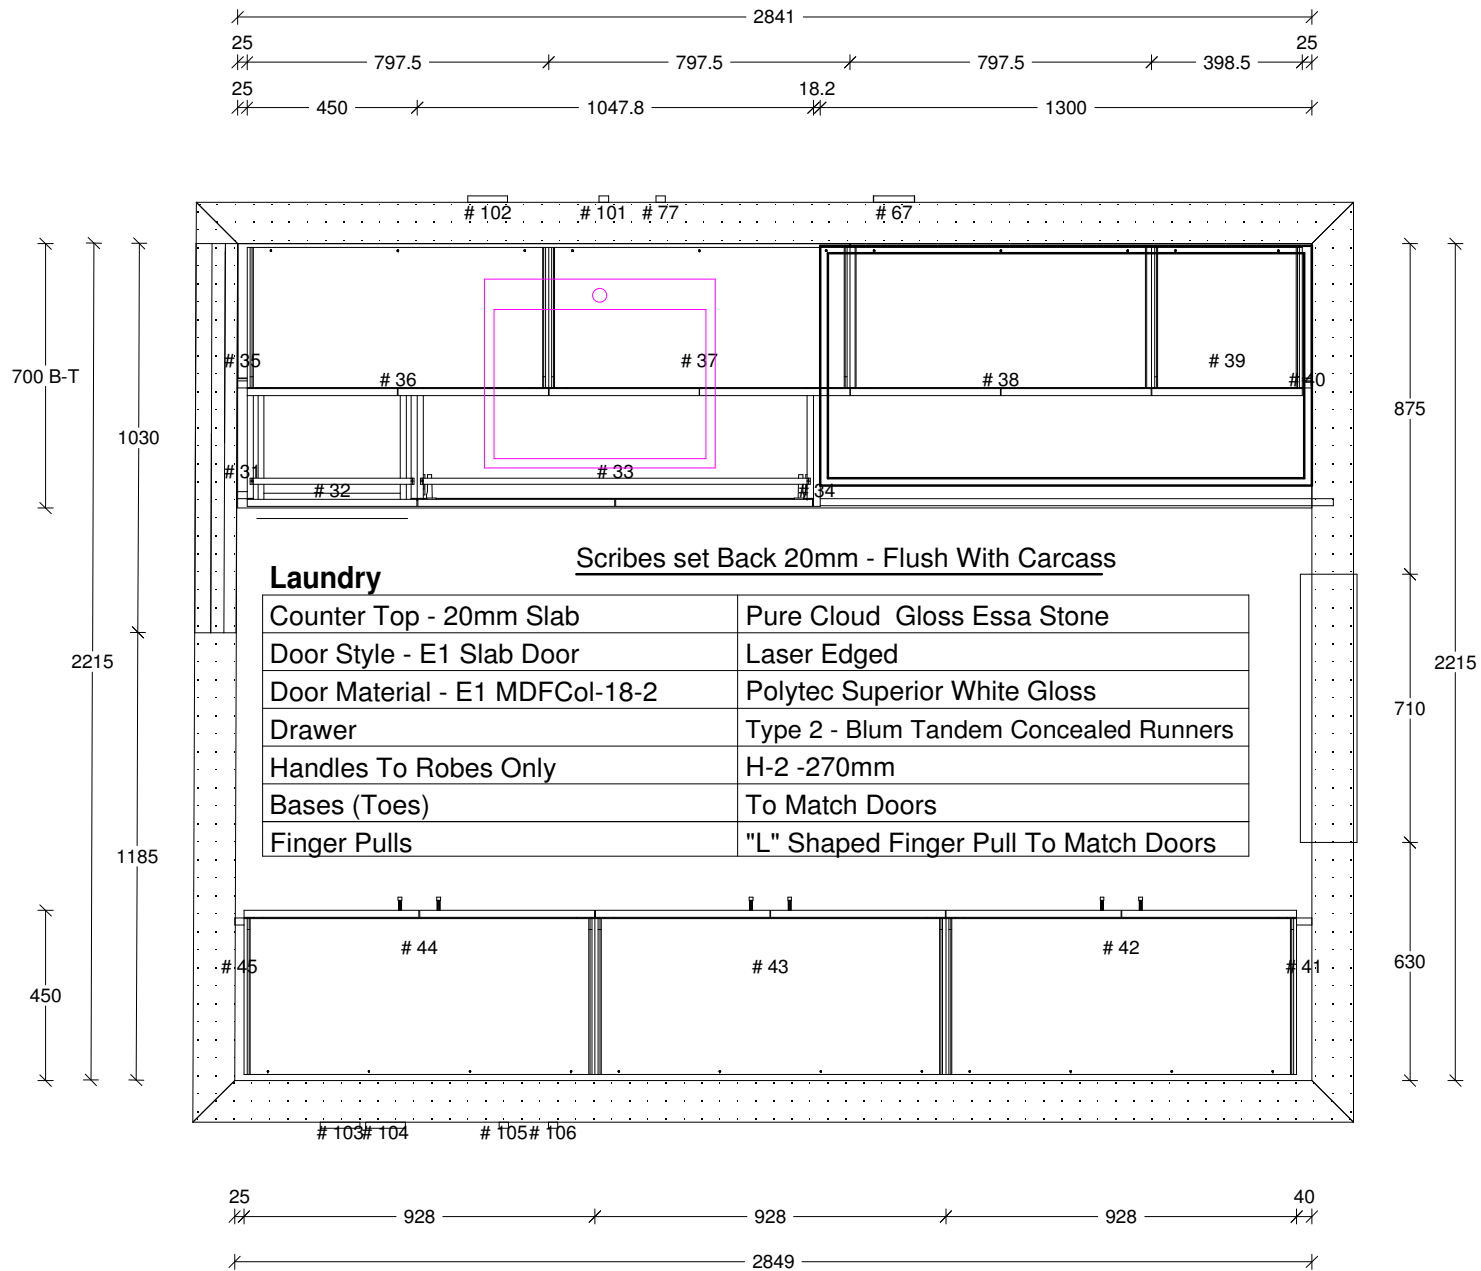 2841
25 25
797.5 797.5 797.5 398.5
25 18.2
450 1047.8 1300
# 102 # 101 # 77 # 67
# 35 # 37 # 39
700 B-T # 36 # 38 # 40
875
1030
# 31 # 33
# 32 # 34
Scribes set Back 20mm - Flush With Carcass
Laundry
Counter Top - 20mm Slab Pure Cloud  Gloss Essa Stone
Door Style - E1 Slab Door Laser Edged
2215 2215
Door Material - E1 MDFCol-18-2 Polytec Superior White Gloss
710
Drawer Type 2 - Blum Tandem Concealed Runners
Handles To Robes Only H-2 -270mm
Bases (Toes) To Match Doors
Finger Pulls "L" Shaped Finger Pull To Match Doors
1185
# 44 # 43 # 42
# 45 # 41
630
450
# 103 # 104 # 105 # 106
25 40
928 928 928
2849